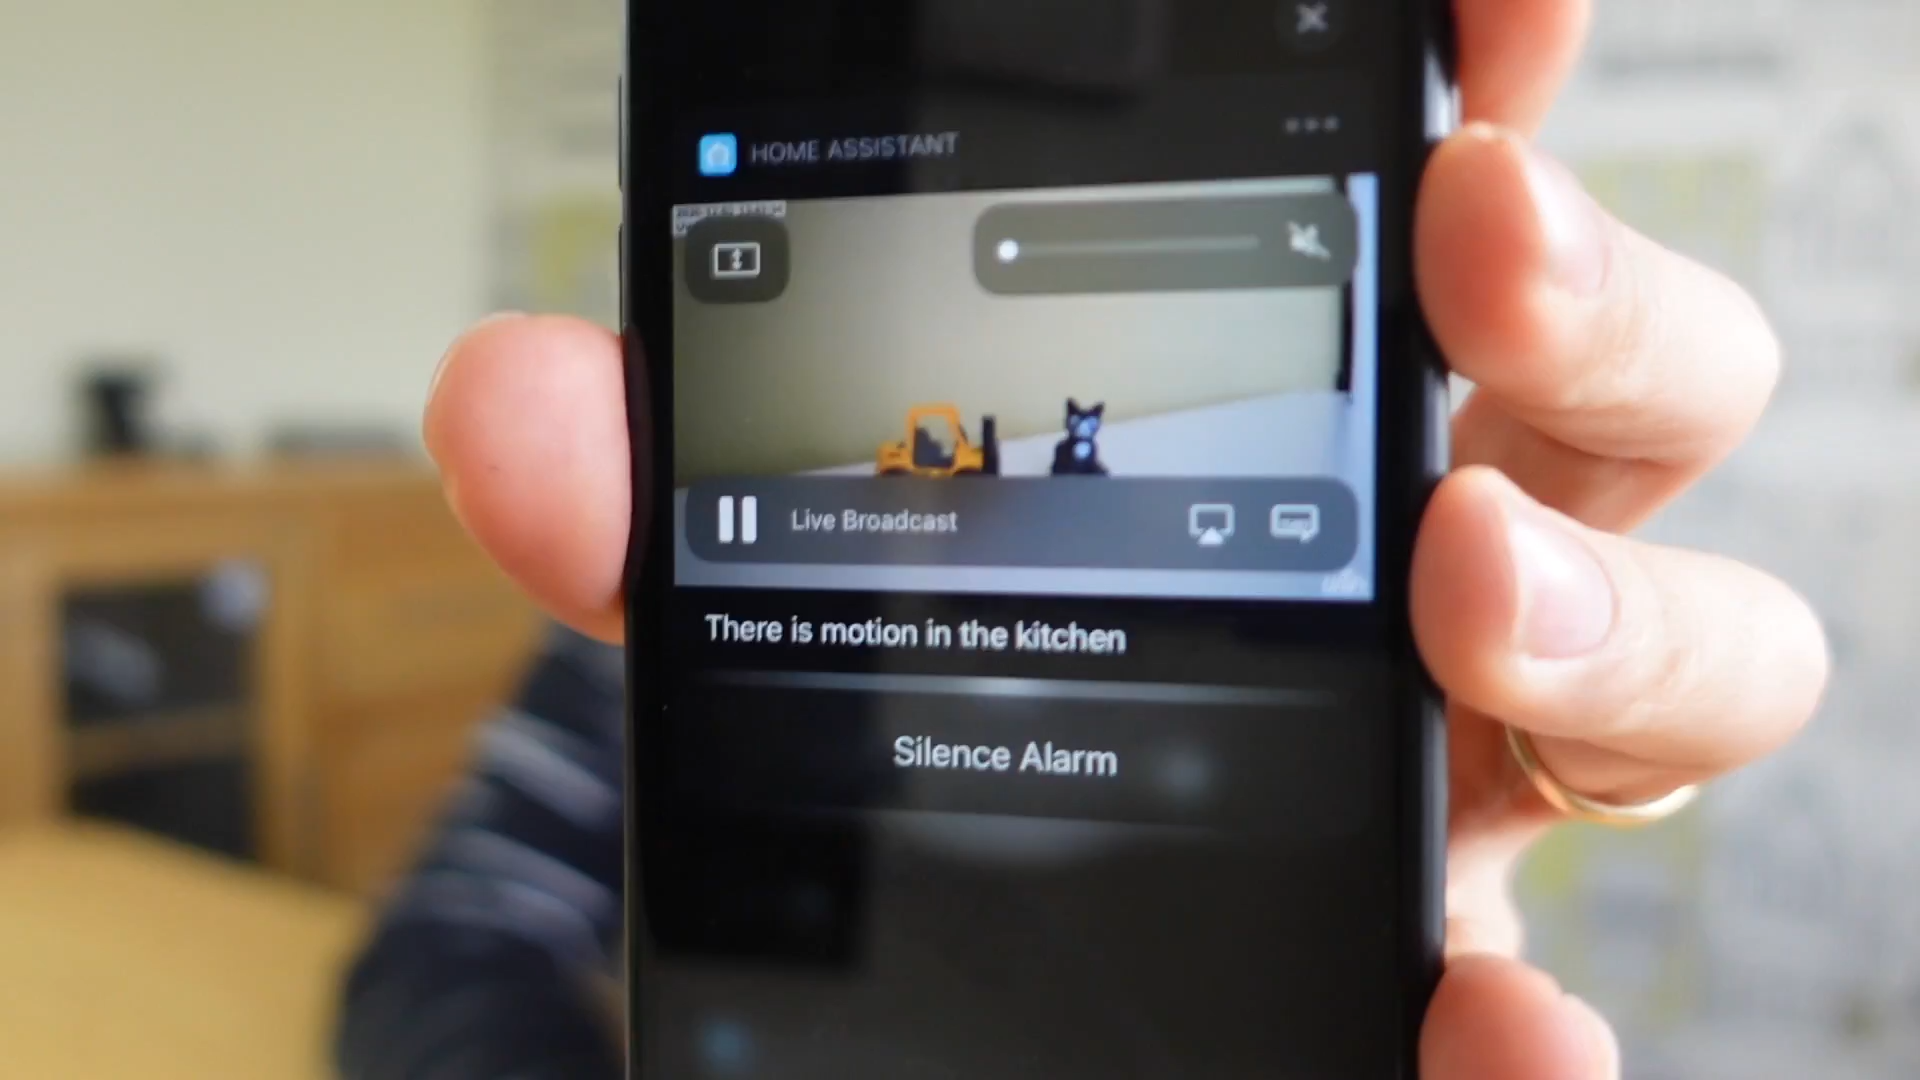 HOME ASSISTANT
Live Broadcast
There is motion in the kitchen
Silence Alarm